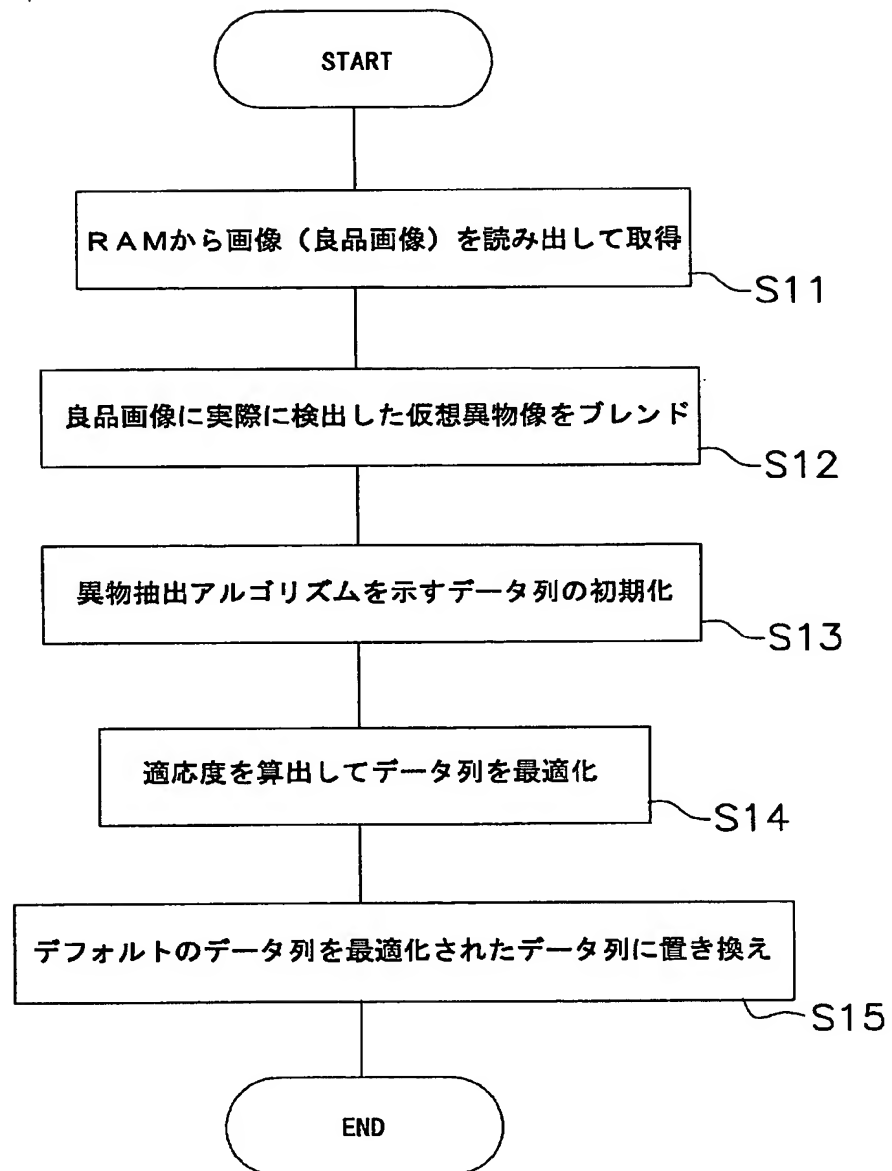 START
RAMから画像（良品画像）を読み出して取得
S11
良品画像に実際に検出した仮想異物像をブレンド
S12
異物抽出アルゴリズムを示すデータ列の初期化
S13
適応度を算出してデータ列を最適化
S14
デフォルトのデータ列を最適化されたデータ列に置き換え
S15
END